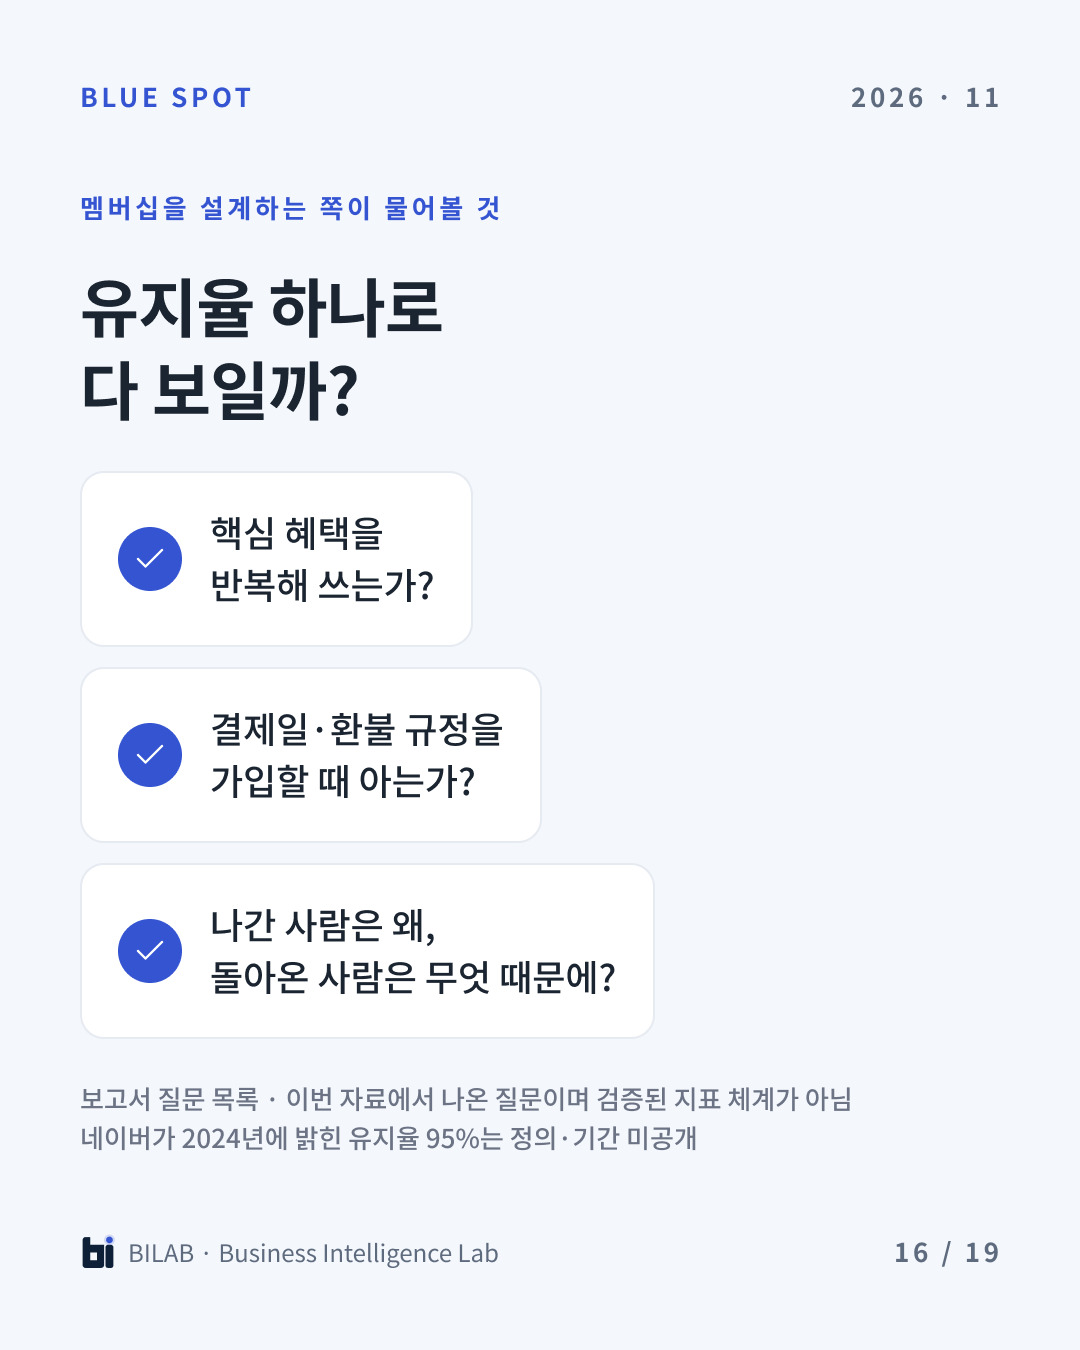 BLUE SPOT
2026 · 11
멤버십을 설계하는 쪽이 물어볼 것
유지율 하나로
다 보일까?
핵심 혜택을
반복해 쓰는가?
결제일·환불 규정을
가입할 때 아는가?
나간 사람은 왜,
돌아온 사람은 무엇 때문에?
보고서 질문 목록 · 이번 자료에서 나온 질문이며 검증된 지표 체계가 아님
네이버가 2024년에 밝힌 유지율 95%는 정의·기간 미공개
bi BILAB · Business Intelligence Lab
16 / 19